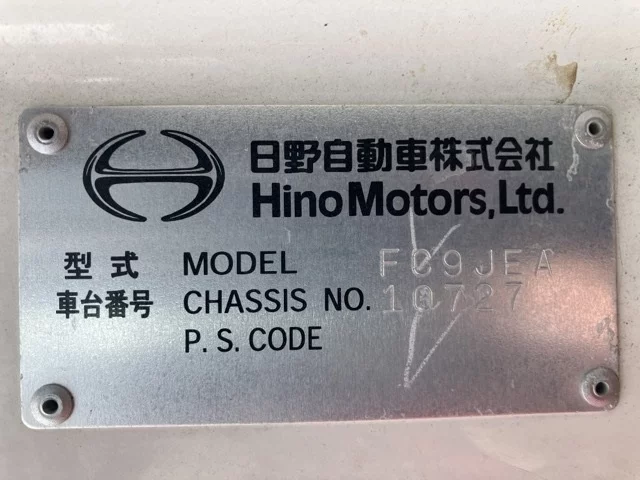 日野自動車株式会社
Hino Motors, Ltd.
型式 MODEL FC9JEA
車台番号 CHASSIS NO. 10727
P. S. CODE